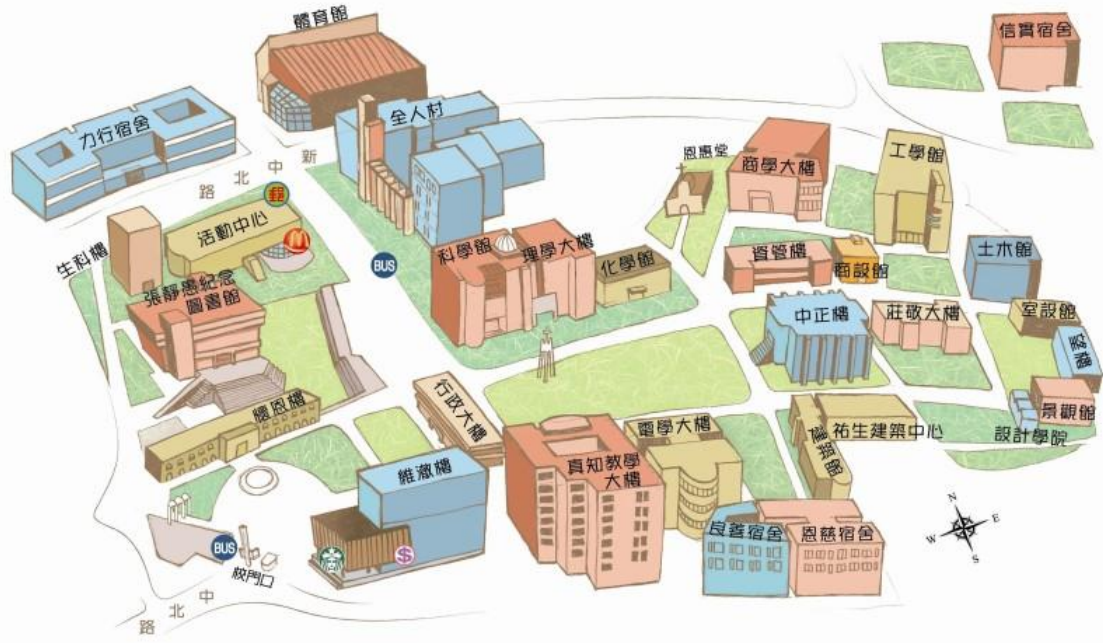 體育館
信實宿舍
力行宿舍
全人村
恩惠堂
商學大樓
工學館
新中北路
郵
活動中心
M
生科樓
BUS
科學館
理學大樓
化學館
資管樓
商設館
土木館
張靜愚紀念
圖書館
中正樓
莊敬大樓
室設館
行政大樓
懷恩樓
景觀館
設計學院
電學大樓
建築館
祐生建築中心
真知教學
大樓
維澈樓
良善宿舍
恩慈宿舍
BUS
$
校門口
中北路
N
E
W
S